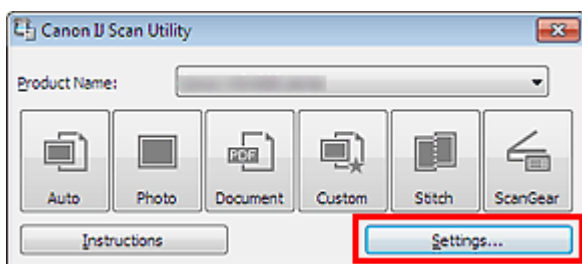 Canon IJ Scan Utility
Product Name:
PDF
Auto Photo Document Custom Stitch ScanGear
Instructions Settings...